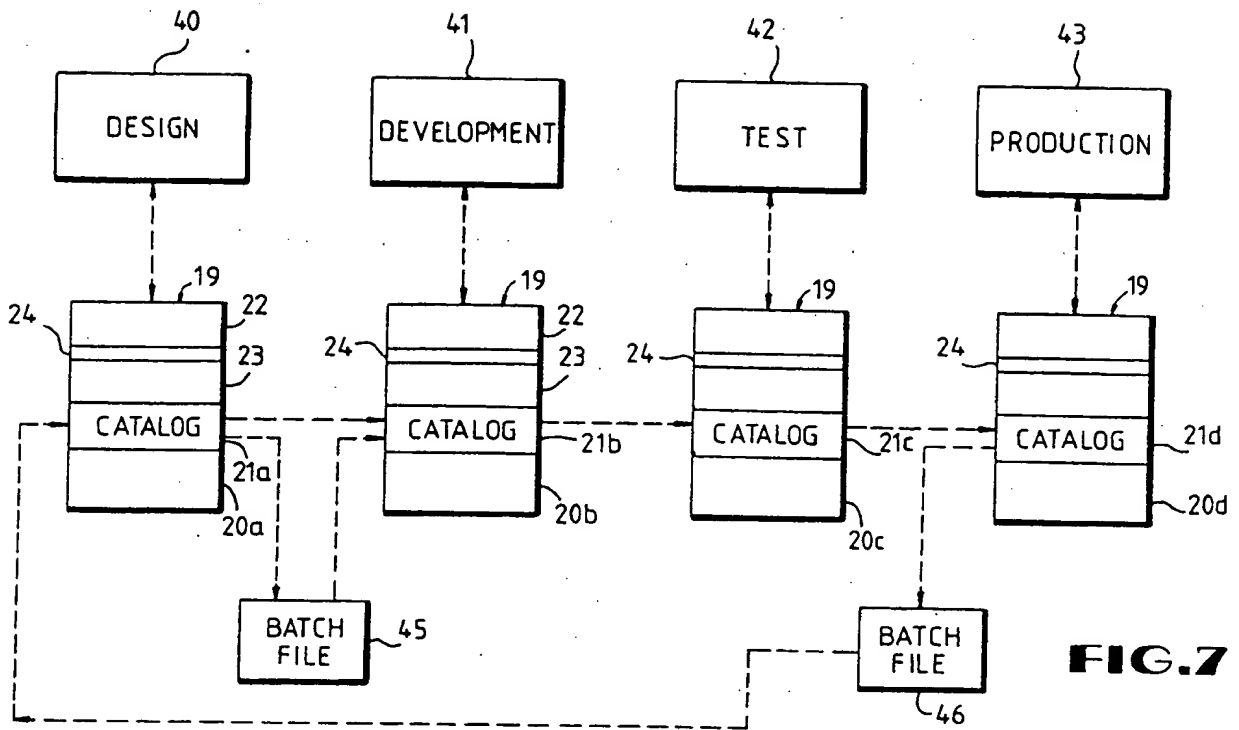 40
41
42
43
DESIGN
DEVELOPMENT
TEST
PRODUCTION
19
19
19
19
22
22
24
24
24
24
23
23
CATALOG
CATALOG
CATALOG
CATALOG
21a
21b
21c
21d
20a
20b
20c
20d
BATCH
FILE
45
BATCH
FILE
46
FIG.7